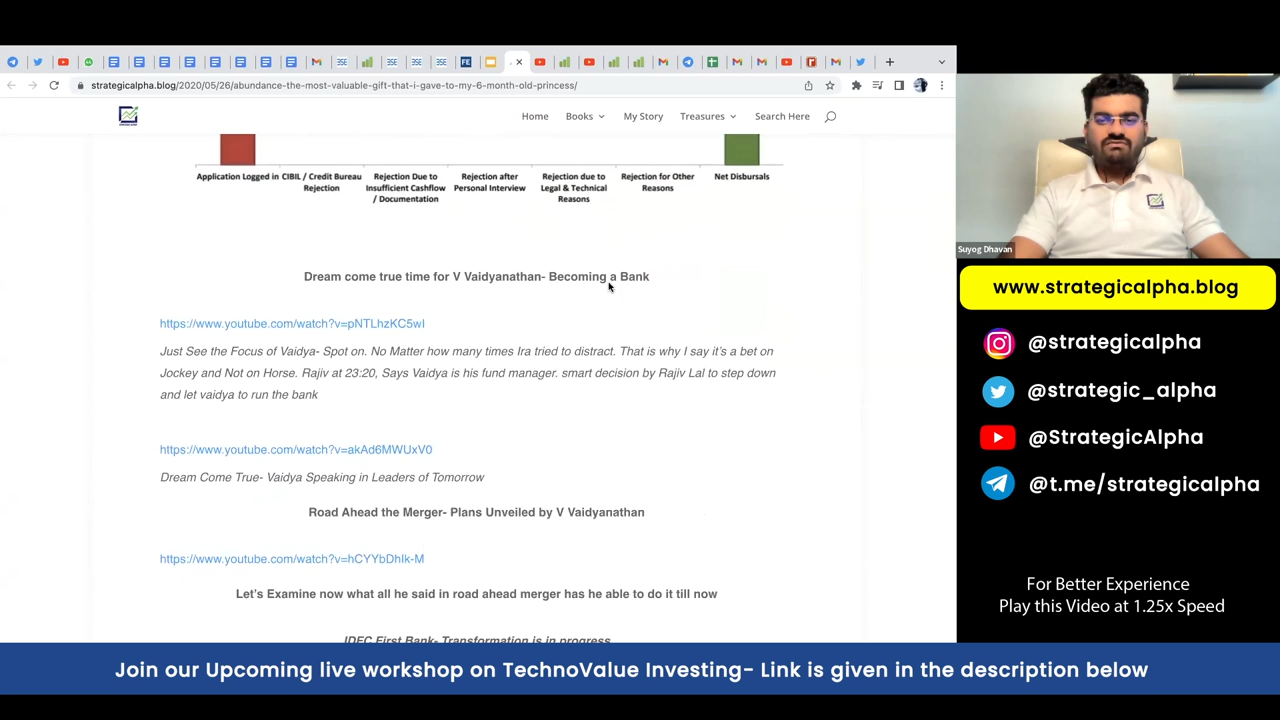 strategicalpha.blog/2020/05/26/abundance-the-most-valuable-gift-that-i-gave-to-my-6-month-old-princess/
Home
Books
My Story
Treasures
Search Here
Application Logged in
CIBIL / Credit Bureau
Rejection
Rejection Due to
Insufficient Cashflow
/ Documentation
Rejection after
Personal Interview
Rejection due to
Legal & Technical
Reasons
Rejection for Other
Reasons
Net Disbursals
Dream come true time for V Vaidyanathan- Becoming a Bank
https://www.youtube.com/watch?v=pNTLhzKC5wI
Just See the Focus of Vaidya- Spot on. No Matter how many times Ira tried to distract. That is why I say it's a bet on
Jockey and Not on Horse. Rajiv at 23:20, Says Vaidya is his fund manager. smart decision by Rajiv Lal to step down
and let vaidya to run the bank
https://www.youtube.com/watch?v=akAd6MWUxV0
Dream Come True- Vaidya Speaking in Leaders of Tomorrow
Road Ahead the Merger- Plans Unveiled by V Vaidyanathan
https://www.youtube.com/watch?v=hCYYbDhIk-M
Let's Examine now what all he said in road ahead merger has he able to do it till now
IDFC First Bank- Transformation is in progress
Suyog Dhavan
www.strategicalpha.blog
@strategicalpha
@strategic_alpha
@StrategicAlpha
@t.me/strategicalpha
For Better Experience
Play this Video at 1.25x Speed
Join our Upcoming live workshop on TechnoValue Investing- Link is given in the description below